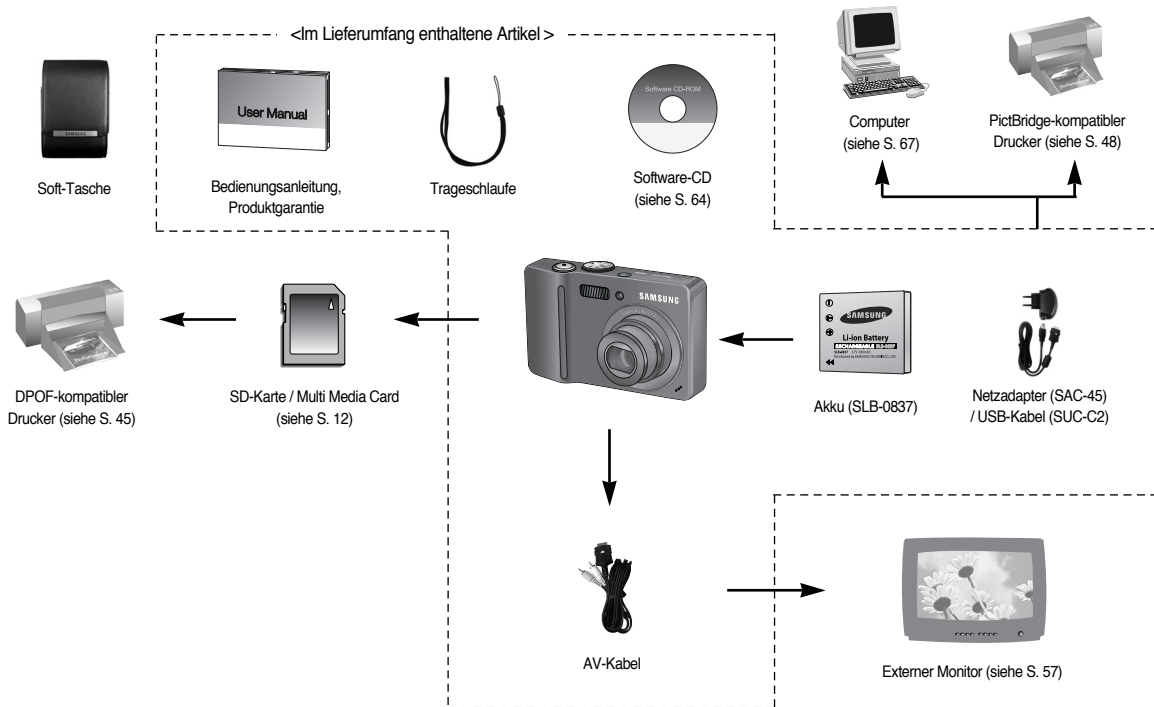 <Im Lieferumfang enthaltene Artikel >
SAMSUNG
Soft-Tasche
User Manual
Bedienungsanleitung,
Produktgarantie
Trageschlaufe
Software CD-ROM
Software-CD
(siehe S. 64)
Computer
(siehe S. 67)
PictBridge-kompatibler
Drucker (siehe S. 48)
DPOF-kompatibler
Drucker (siehe S. 45)
SD-Karte / Multi Media Card
(siehe S. 12)
SAMSUNG
SAMSUNG
Li-ion Battery
RECHARGEABLE
Akku (SLB-0837)
Netzadapter (SAC-45)
/ USB-Kabel (SUC-C2)
AV-Kabel
Externer Monitor (siehe S. 57)